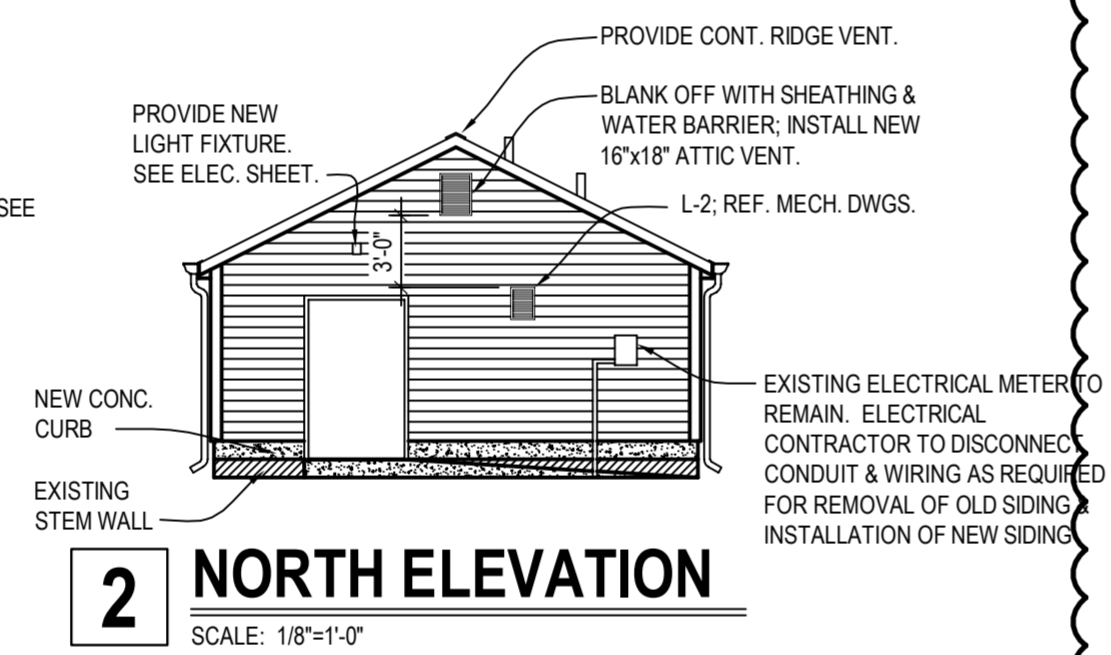 PROVIDE CONT. RIDGE VENT.
BLANK OFF WITH SHEATHING &
WATER BARRIER; INSTALL NEW
16"x18" ATTIC VENT.
PROVIDE NEW
LIGHT FIXTURE.
SEE ELEC. SHEET.
L-2; REF. MECH. DWGS.
SEE
3'-0"
NEW CONC.
CURB
EXISTING
STEM WALL
EXISTING ELECTRICAL METER TO
REMAIN. ELECTRICAL
CONTRACTOR TO DISCONNECT
CONDUIT & WIRING AS REQUIRED
FOR REMOVAL OF OLD SIDING &
INSTALLATION OF NEW SIDING
2
NORTH ELEVATION
SCALE: 1/8"=1'-0"